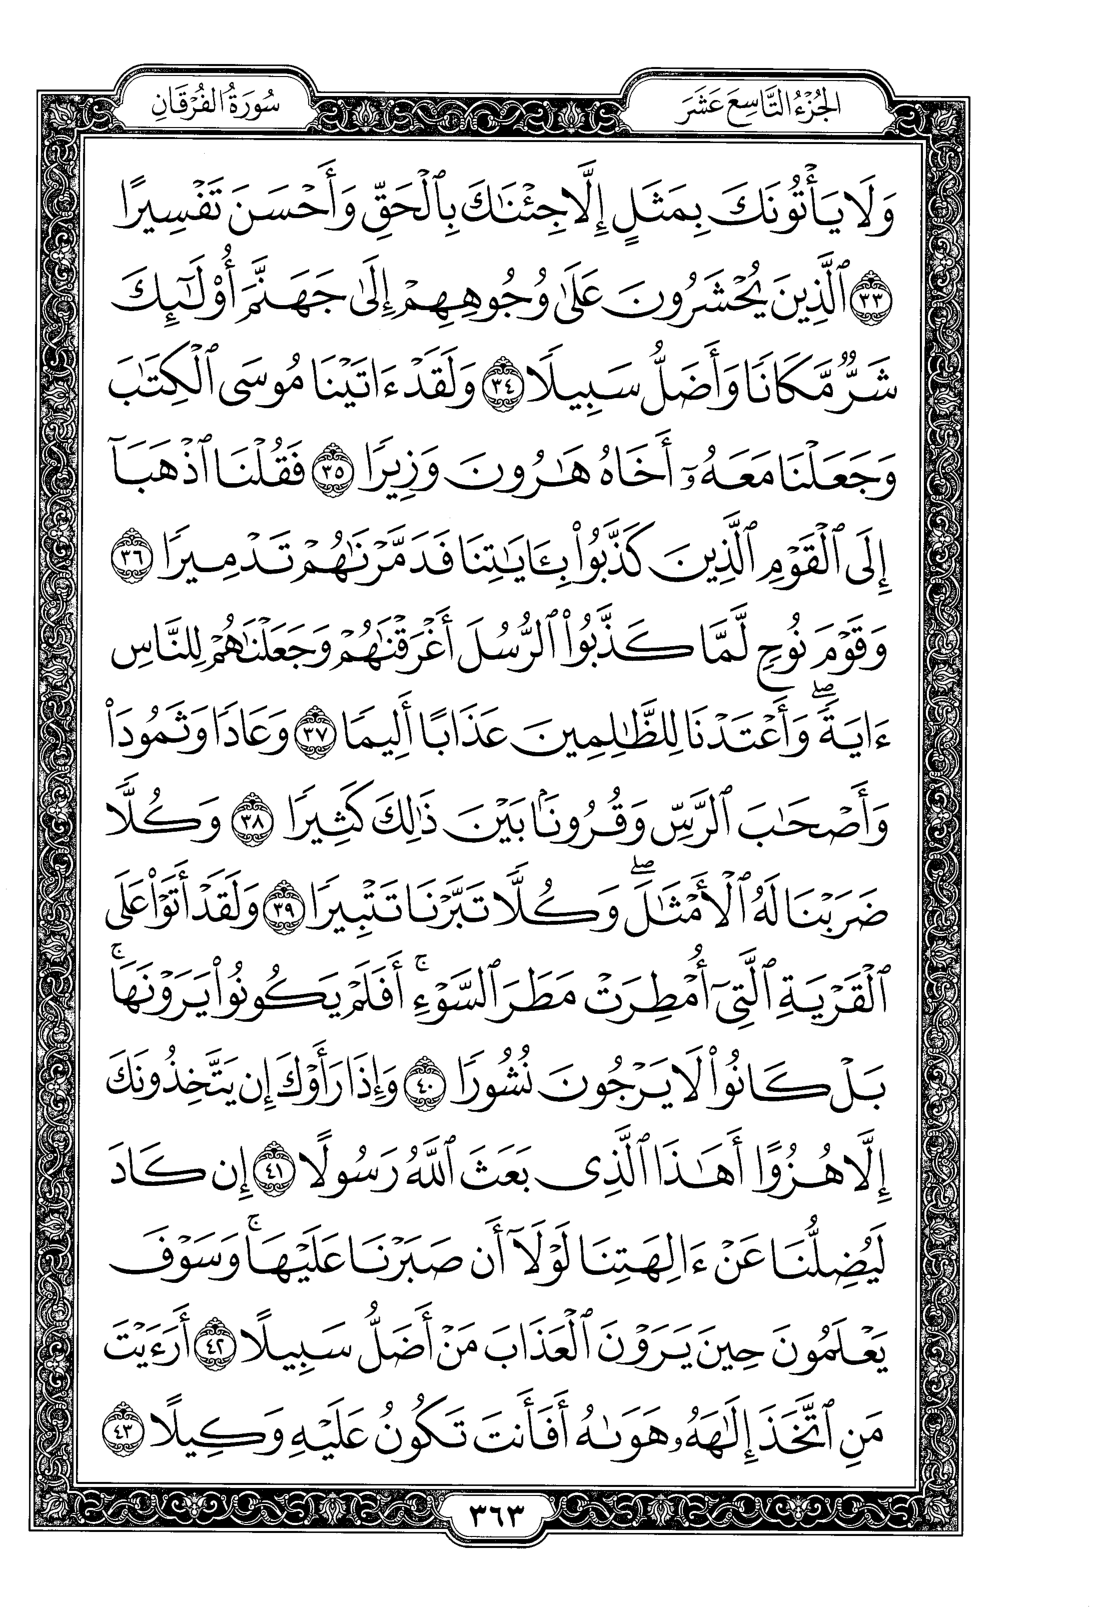 الجُزْءُ التَّاسِعَ عَشَرَ
سُورَةُ الفُرْقَانِ
وَلَا يَأْتُونَكَ بِمَثَلٍ إِلَّا جِئْنَٰكَ بِٱلْحَقِّ وَأَحْسَنَ تَفْسِيرًا
٣٣ ٱلَّذِينَ يُحْشَرُونَ عَلَىٰ وُجُوهِهِمْ إِلَىٰ جَهَنَّمَ أُو۟لَٰٓئِكَ
شَرٌّ مَّكَانًا وَأَضَلُّ سَبِيلًا ٣٤ وَلَقَدْ ءَاتَيْنَا مُوسَى ٱلْكِتَٰبَ
وَجَعَلْنَا مَعَهُۥٓ أَخَاهُ هَٰرُونَ وَزِيرًا ٣٥ فَقُلْنَا ٱذْهَبَآ
إِلَى ٱلْقَوْمِ ٱلَّذِينَ كَذَّبُوا۟ بِـَٔايَٰتِنَا فَدَمَّرْنَٰهُمْ تَدْمِيرًا ٣٦
وَقَوْمَ نُوحٍ لَّمَّا كَذَّبُوا۟ ٱلرُّسُلَ أَغْرَقْنَٰهُمْ وَجَعَلْنَٰهُمْ لِلنَّاسِ
ءَايَةً ۖ وَأَعْتَدْنَا لِلظَّٰلِمِينَ عَذَابًا أَلِيمًا ٣٧ وَعَادًا وَثَمُودَا۟
وَأَصْحَٰبَ ٱلرَّسِّ وَقُرُونًۢا بَيْنَ ذَٰلِكَ كَثِيرًا ٣٨ وَكُلًّا
ضَرَبْنَا لَهُ ٱلْأَمْثَٰلَ ۖ وَكُلًّا تَبَّرْنَا تَتْبِيرًا ٣٩ وَلَقَدْ أَتَوْا۟ عَلَى
ٱلْقَرْيَةِ ٱلَّتِىٓ أُمْطِرَتْ مَطَرَ ٱلسَّوْءِ ۚ أَفَلَمْ يَكُونُوا۟ يَرَوْنَهَا ۚ
بَلْ كَانُوا۟ لَا يَرْجُونَ نُشُورًا ٤٠ وَإِذَا رَأَوْكَ إِن يَتَّخِذُونَكَ
إِلَّا هُزُوًا أَهَٰذَا ٱلَّذِى بَعَثَ ٱللَّهُ رَسُولًا ٤١ إِن كَادَ
لَيُضِلُّنَا عَنْ ءَالِهَتِنَا لَوْلَآ أَن صَبَرْنَا عَلَيْهَا ۚ وَسَوْفَ
يَعْلَمُونَ حِينَ يَرَوْنَ ٱلْعَذَابَ مَنْ أَضَلُّ سَبِيلًا ٤٢ أَرَءَيْتَ
مَنِ ٱتَّخَذَ إِلَٰهَهُۥ هَوَىٰهُ أَفَأَنتَ تَكُونُ عَلَيْهِ وَكِيلًا ٤٣
٣٦٣